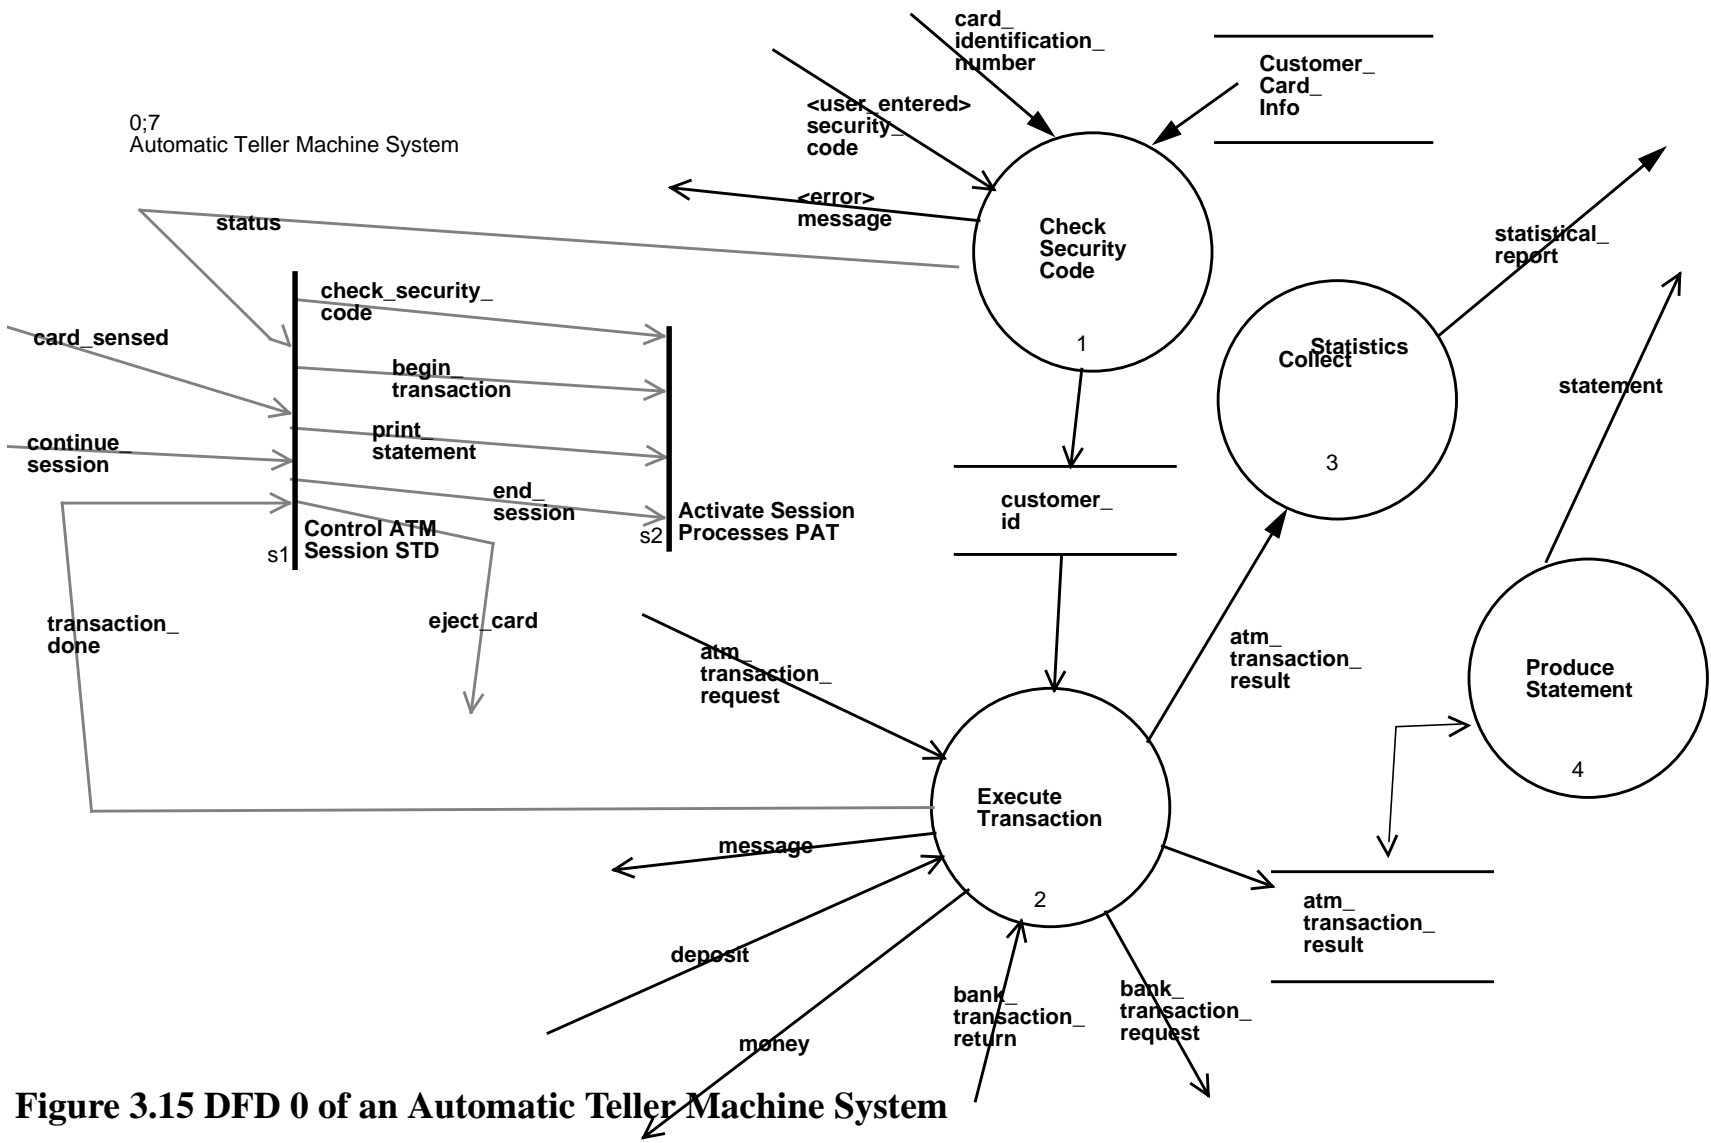 card_
identification_
number
Customer_
Card_
Info
<user_entered>
security_
code
0;7
Automatic Teller Machine System
<error>
message
status
Check
Security
Code
1
statistical_
report
check_security_
code
card_sensed
begin_
transaction
Statistics
Collect
3
statement
print_
statement
continue_
session
end_
session
customer_
id
Control ATM
Session STD
s1
Activate Session
Processes PAT
s2
transaction_
done
eject_card
atm_
transaction_
request
atm_
transaction_
result
Produce
Statement
4
Execute
Transaction
2
message
atm_
transaction_
result
deposit
bank_
transaction_
return
bank_
transaction_
request
money
Figure 3.15 DFD 0 of an Automatic Teller Machine System